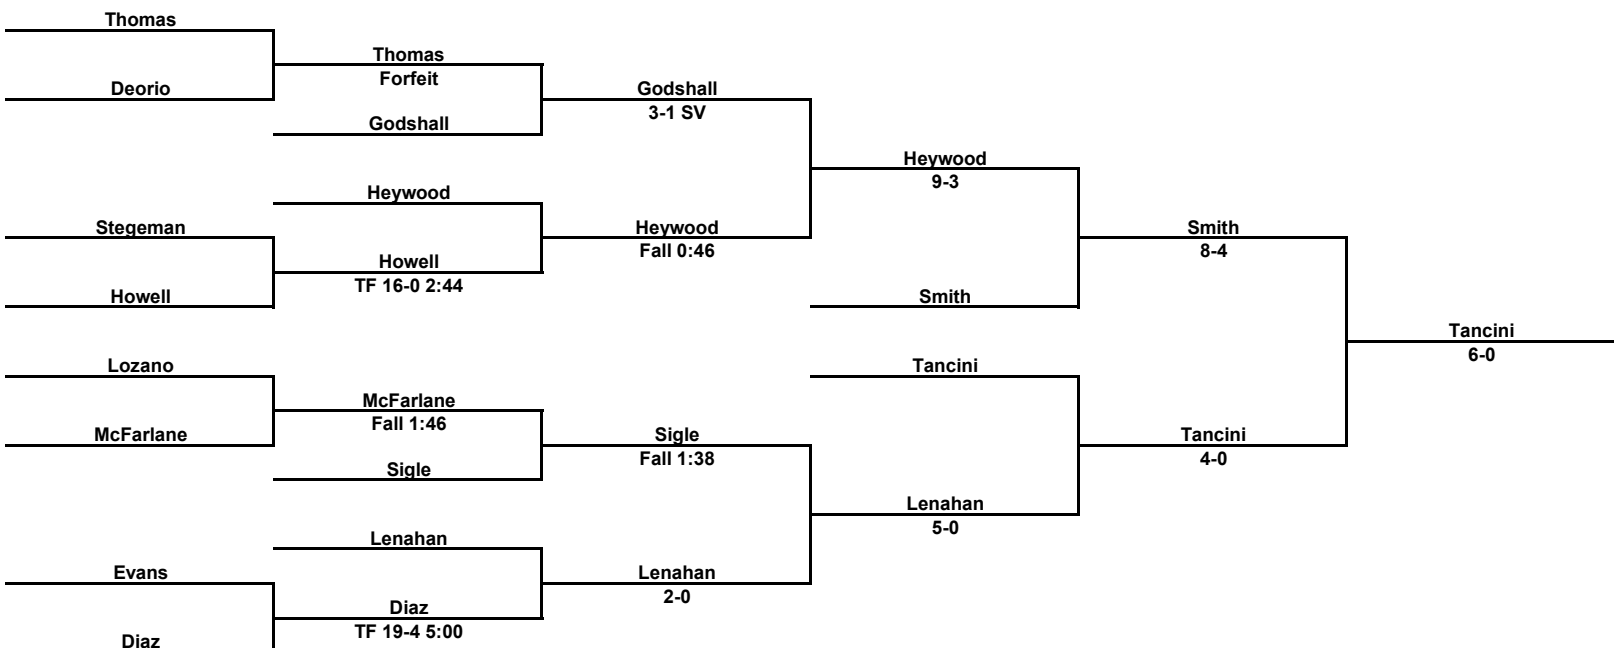 Thomas
Thomas
Forfeit
Deorio
Godshall
3-1 SV
Godshall
Heywood
9-3
Heywood
Stegeman
Heywood
Fall 0:46
Smith
8-4
Howell
TF 16-0 2:44
Howell
Smith
Tancini
6-0
Lozano
Tancini
McFarlane
Fall 1:46
McFarlane
Sigle
Fall 1:38
Tancini
4-0
Sigle
Lenahan
5-0
Lenahan
Evans
Lenahan
2-0
Diaz
TF 19-4 5:00
Diaz